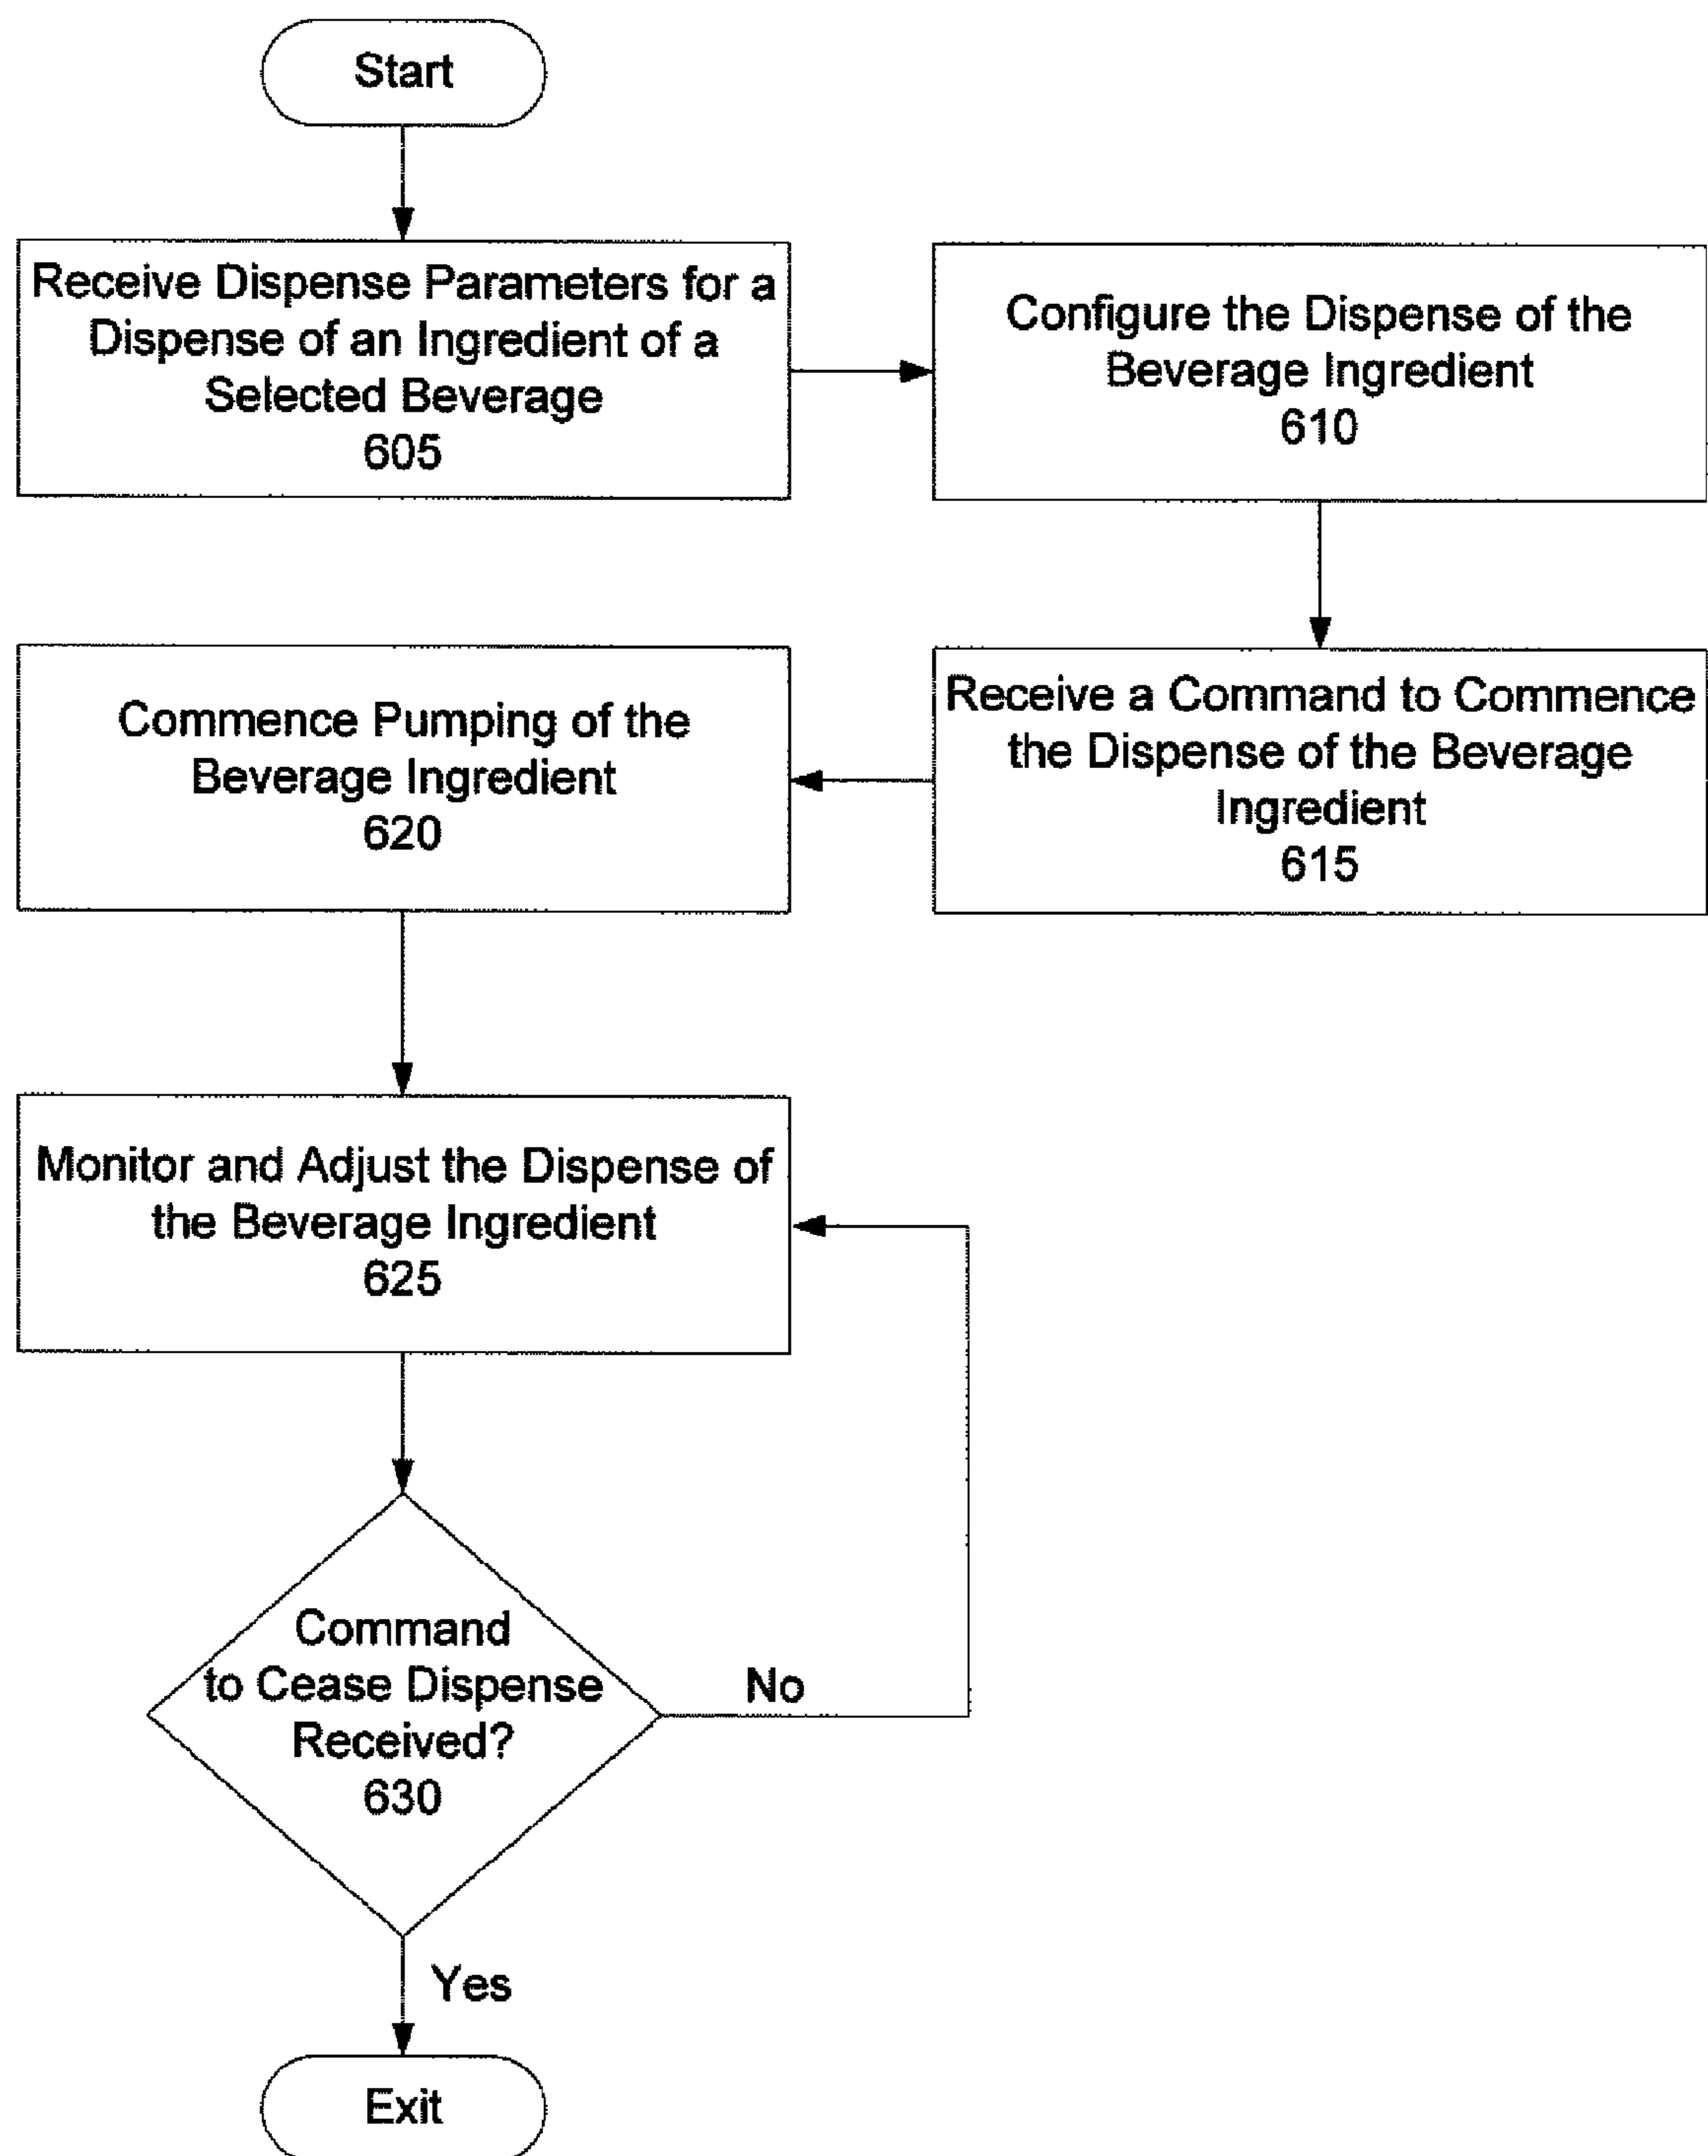 Start
Receive Dispense Parameters for a
Dispense of an Ingredient of a
Selected Beverage
605
Configure the Dispense of the
Beverage Ingredient
610
Receive a Command to Commence
the Dispense of the Beverage
Ingredient
615
Commence Pumping of the
Beverage Ingredient
620
Monitor and Adjust the Dispense of
the Beverage Ingredient
625
Command
to Cease Dispense
Received?
630
No
Yes
Exit